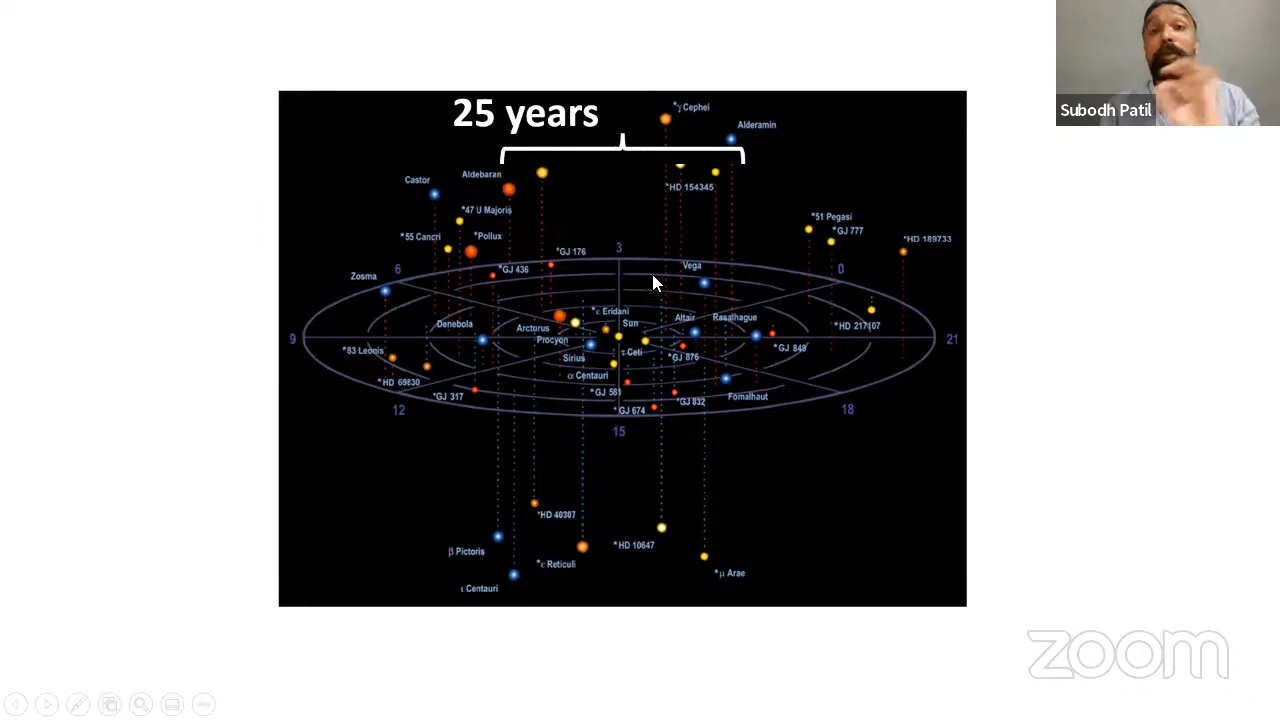 Subodh Patil
25 years
*γ Cephei
Alderamin
Aldebaran
Castor
*HD 154345
*47 U Majoris
*51 Pegasi
*GJ 777
*55 Cancri
*Pollux
*HD 189733
3
*GJ 176
*GJ 436
Vega
6
0
Zosma
*ε Eridani
Sun
Altair
Rasalhague
Denebola
Arcturus
*HD 217107
9
21
Procyon
τ Ceti
*GJ 849
*83 Leonis
Sirius
*GJ 876
α Centauri
*HD 69830
*GJ 581
*GJ 317
*GJ 832
Fomalhaut
12
*GJ 674
18
15
*HD 40307
*HD 10647
β Pictoris
*ε Reticuli
*μ Arae
ι Centauri
zoom